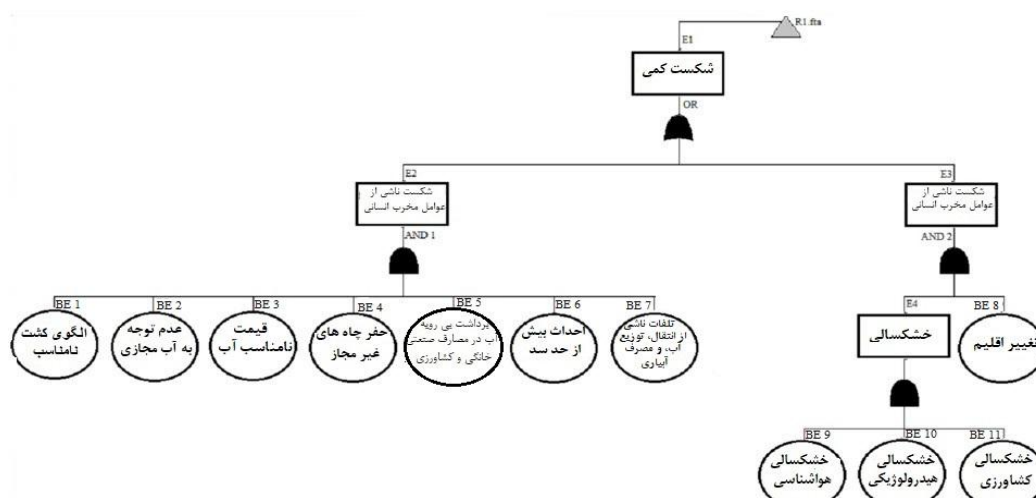 R1.fta
E1
شکست کمی
OR
E2
شکست ناشی از
عوامل مخرب انسانی
AND 1
E3
شکست ناشی از
عوامل مخرب انسانی
AND 2
BE 1
الگوی کشت
نامناسب
BE 2
عدم توجه
به آب مجازی
BE 3
قیمت
نامناسب آب
BE 4
حفر چاه های
غیر مجاز
BE 5
برداشت بی رویه
آب در مصارف صنعتی
خانگی و کشاورزی
BE 6
احداث بیش
از حد سد
BE 7
تلفات ناشی
از انتقال، توزیع
آب، و مصرف
آبیاری
E4
خشکسالی
BE 8
تغییر اقلیم
BE 9
خشکسالی
هواشناسی
BE 10
خشکسالی
هیدرولوژیکی
BE 11
خشکسالی
کشاورزی